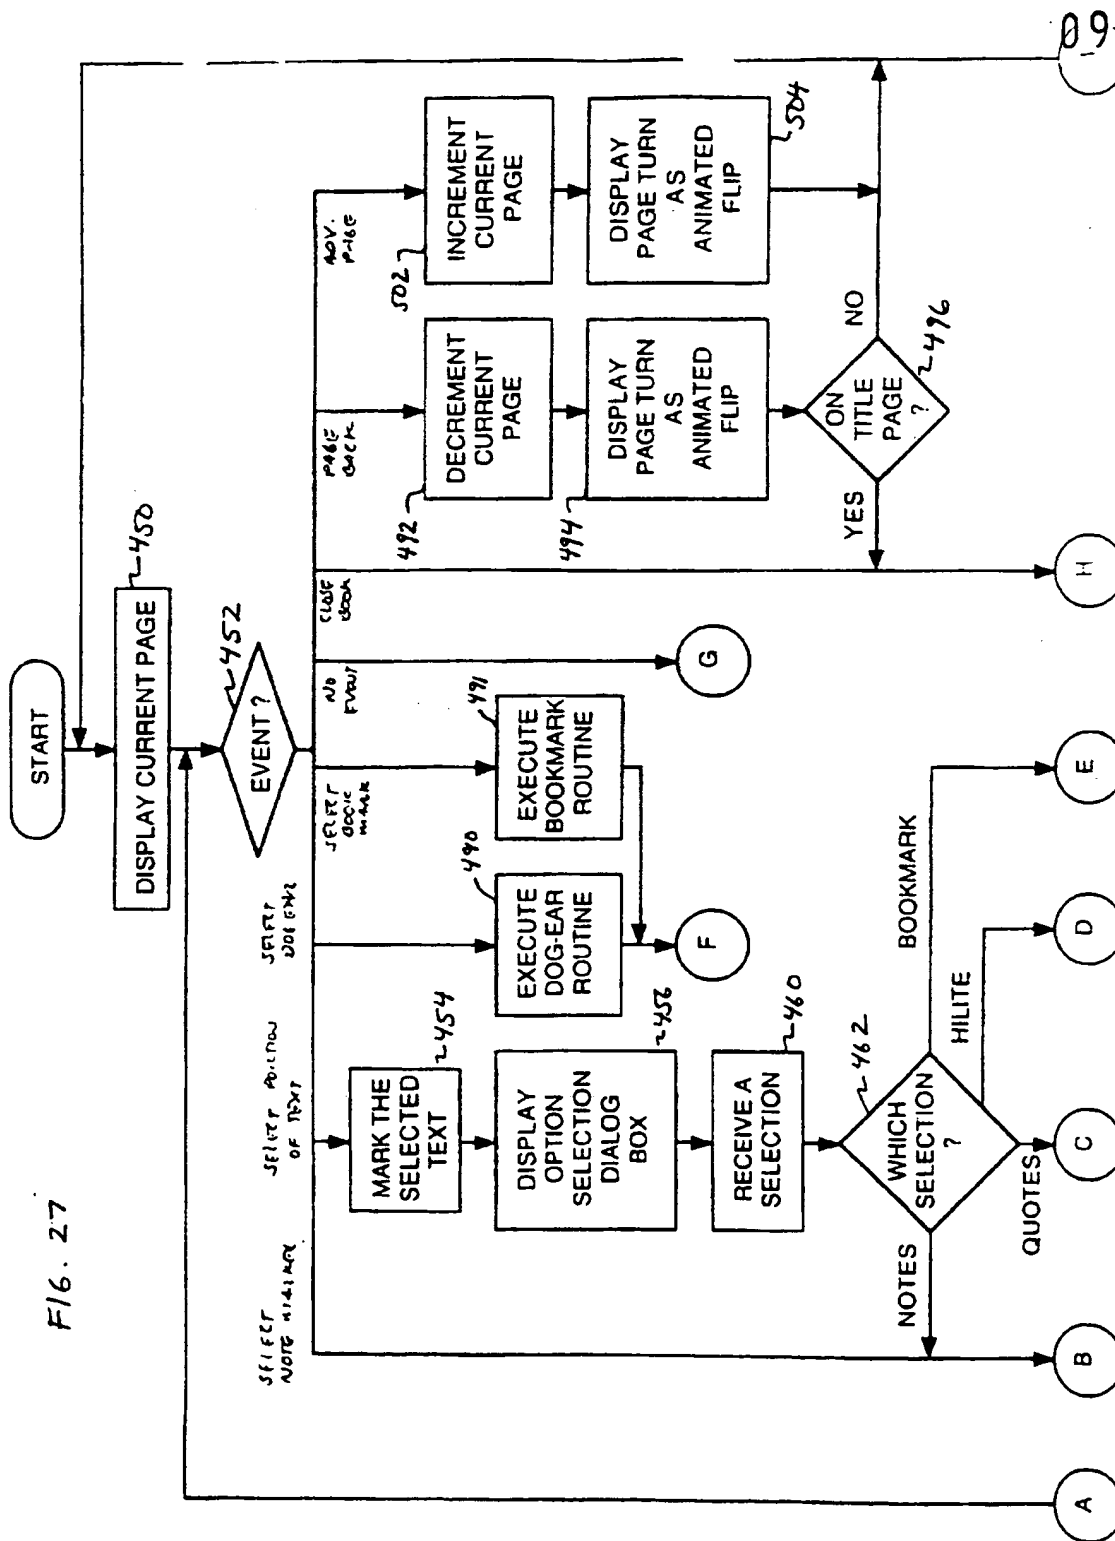 FIG. 27
START
DISPLAY CURRENT PAGE
450
EVENT ?
452
SELECT
NOTE MARKER
SELECT PORTION
OF TEXT
SELECT
DOG EAR
SELECT
BOOK
MARK
NO
EVENT
CLOSE
BOOK
PAGE
BACK
ADV.
PAGE
MARK THE
SELECTED
TEXT
454
DISPLAY
OPTION
SELECTION
DIALOG
BOX
456
RECEIVE A
SELECTION
460
WHICH
SELECTION
?
462
NOTES
QUOTES
HILITE
BOOKMARK
EXECUTE
DOG-EAR
ROUTINE
490
EXECUTE
BOOKMARK
ROUTINE
491
DECREMENT
CURRENT
PAGE
492
DISPLAY
PAGE TURN
AS
ANIMATED
FLIP
494
ON
TITLE
PAGE
?
496
YES
NO
INCREMENT
CURRENT
PAGE
502
DISPLAY
PAGE TURN
AS
ANIMATED
FLIP
504
A
B
C
D
E
F
G
H
09